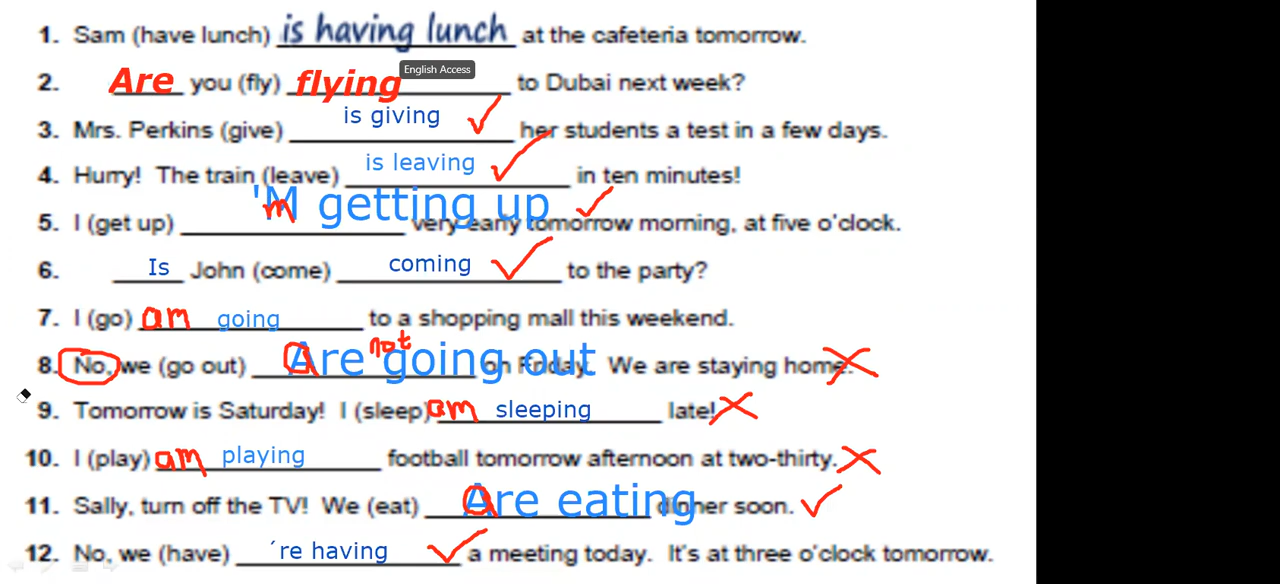 1. Sam (have lunch) is having lunch at the cafeteria tomorrow.
English Access
2. Are you (fly) flying to Dubai next week?
3. Mrs. Perkins (give) is giving her students a test in a few days.
4. Hurry! The train (leave) is leaving in ten minutes!
5. I (get up) 'M m getting up very early tomorrow morning, at five o'clock.
6. Is John (come) coming to the party?
7. I (go) am going to a shopping mall this weekend.
8. No, we (go out) Are not going out on Friday. We are staying home.
9. Tomorrow is Saturday! I (sleep) am sleeping late!
10. I (play) am playing football tomorrow afternoon at two-thirty.
11. Sally, turn off the TV! We (eat) Are eating dinner soon.
12. No, we (have) ´re having a meeting today. It's at three o'clock tomorrow.